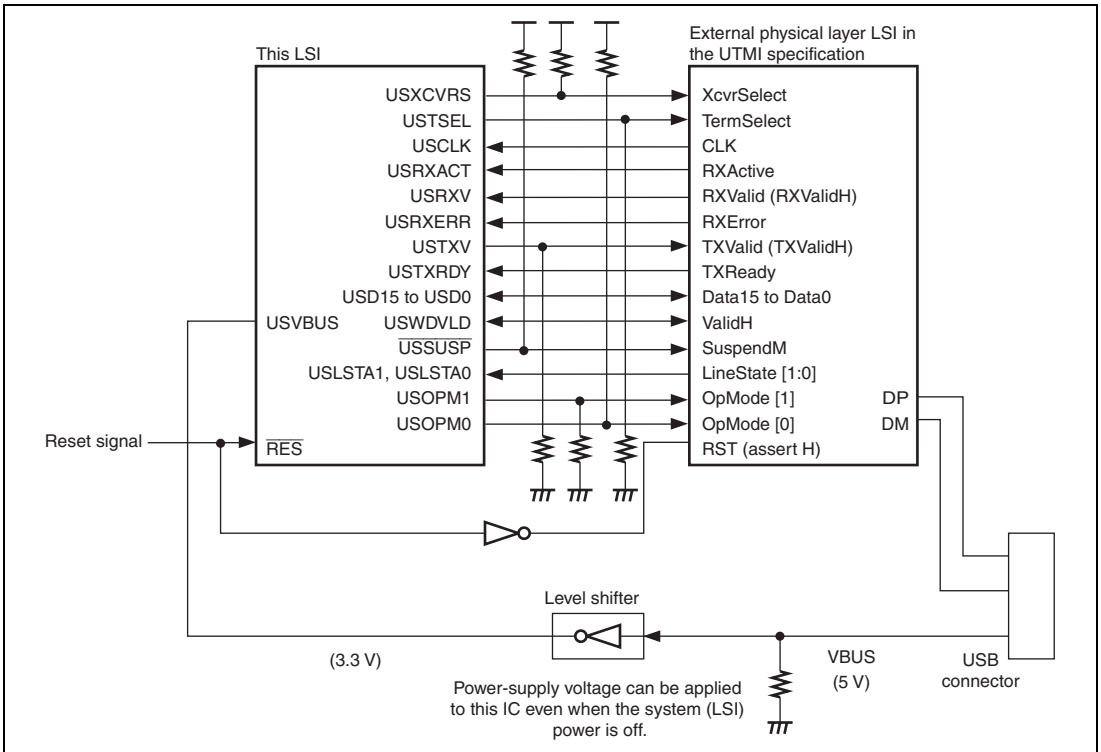 This LSI
External physical layer LSI in
the UTMI specification
USXCVRS
XcvrSelect
USTSEL
TermSelect
USCLK
CLK
USRXACT
RXActive
USRXV
RXValid (RXValidH)
USRXERR
RXError
USTXV
TXValid (TXValidH)
USTXRDY
TXReady
USD15 to USD0
Data15 to Data0
USVBUS
USWDVLD
ValidH
USSUSP
SuspendM
USLSTA1, USLSTA0
LineState [1:0]
USOPM1
OpMode [1]
DP
USOPM0
OpMode [0]
DM
Reset signal
RES
RST (assert H)
Level shifter
(3.3 V)
VBUS
(5 V)
USB
connector
Power-supply voltage can be applied
to this IC even when the system (LSI)
power is off.